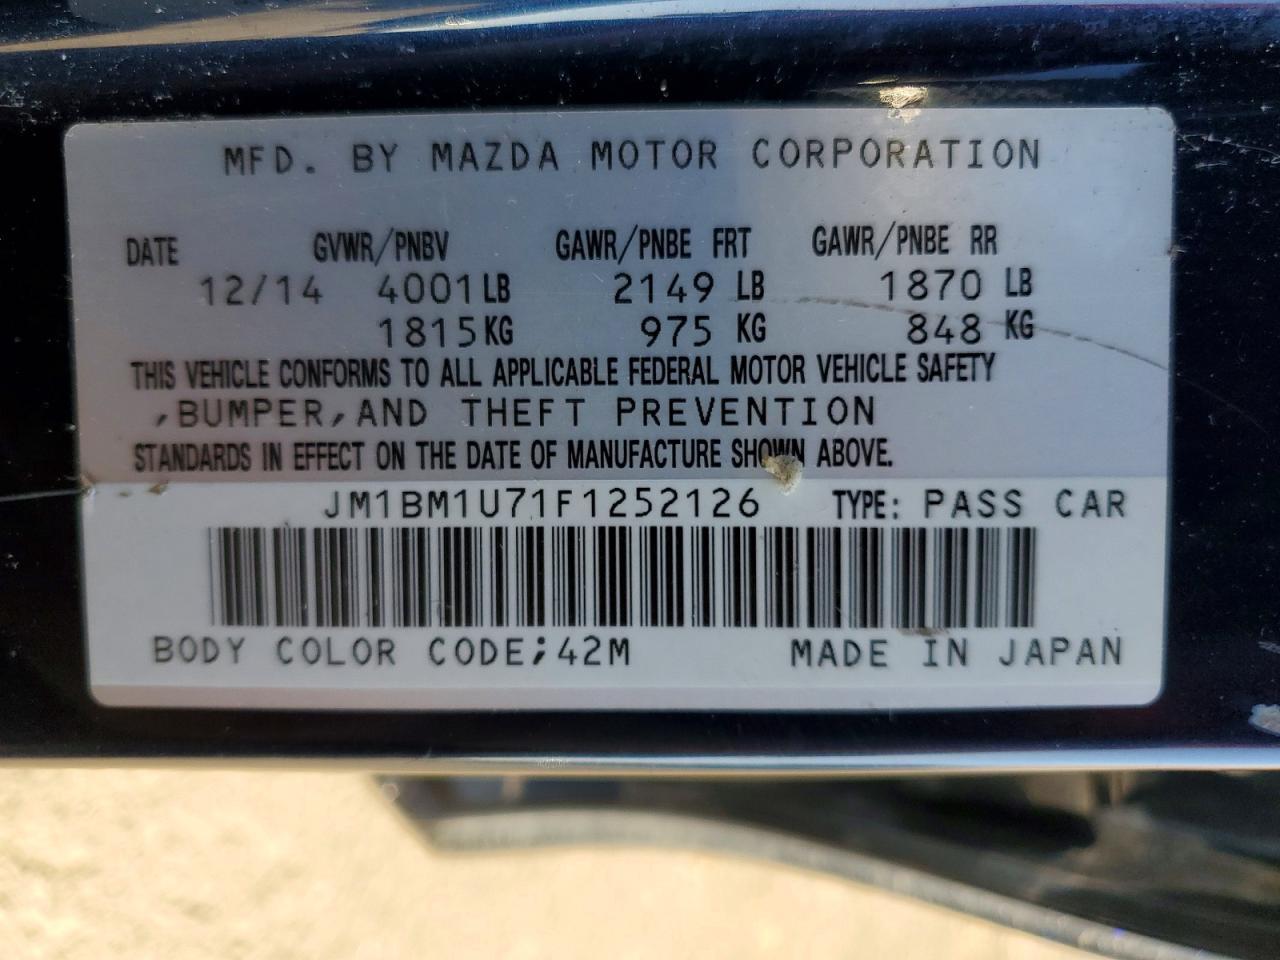 MFD. BY MAZDA MOTOR CORPORATION
DATE GVWR/PNBV GAWR/PNBE FRT GAWR/PNBE RR
12/14 4001 LB 2149 LB 1870 LB
1815 KG 975 KG 848 KG
THIS VEHICLE CONFORMS TO ALL APPLICABLE FEDERAL MOTOR VEHICLE SAFETY
,BUMPER,AND THEFT PREVENTION
STANDARDS IN EFFECT ON THE DATE OF MANUFACTURE SHOWN ABOVE.
JM1BM1U71F1252126 TYPE: PASS CAR
BODY COLOR CODE;42M MADE IN JAPAN